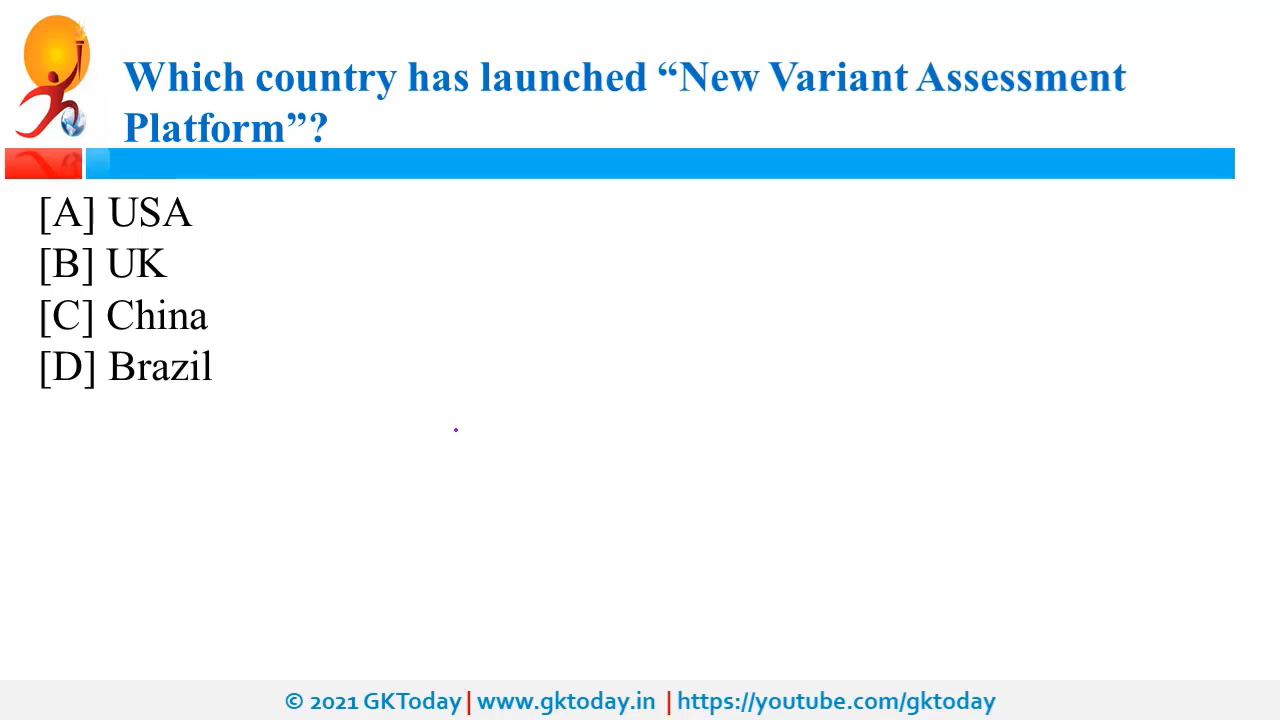 Which country has launched “New Variant Assessment
Platform”?
[A] USA
[B] UK
[C] China
[D] Brazil
© 2021 GKToday | www.gktoday.in | https://youtube.com/gktoday